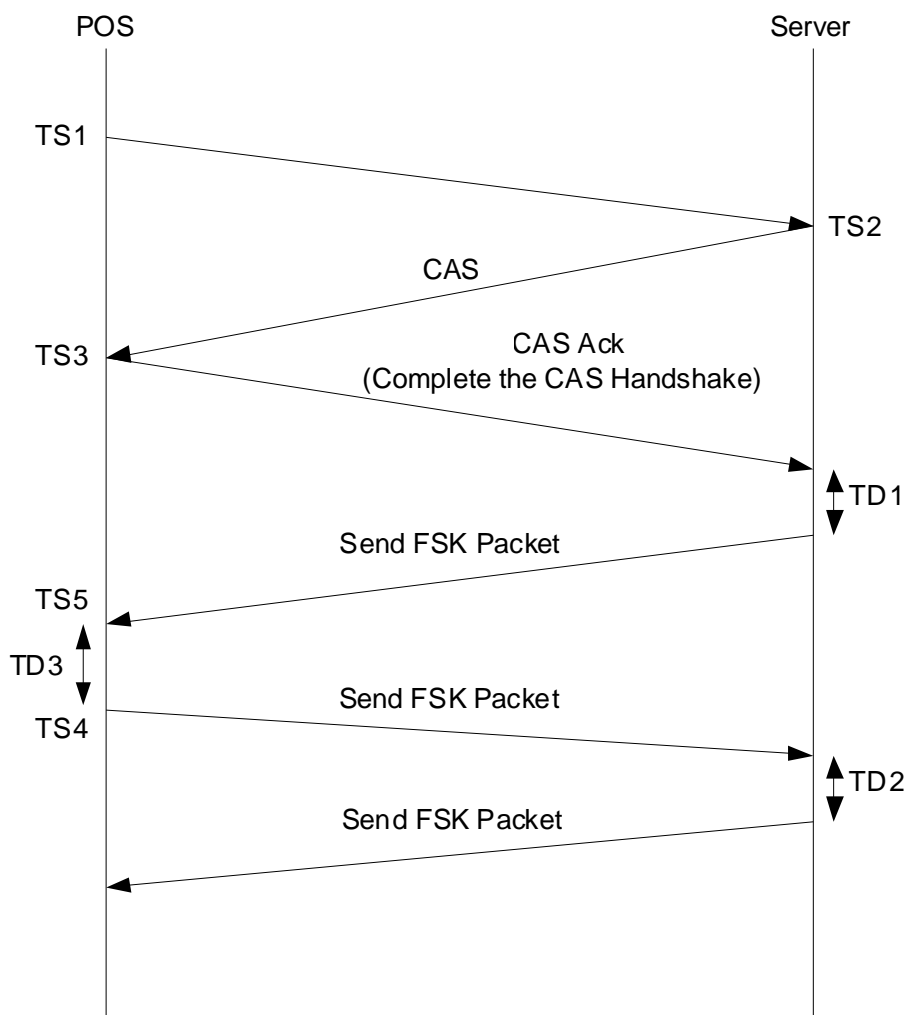 POS
Server
TS1
TS2
CAS
TS3
CAS Ack
(Complete the CAS Handshake)
TD1
Send FSK Packet
TS5
TD3
Send FSK Packet
TS4
TD2
Send FSK Packet